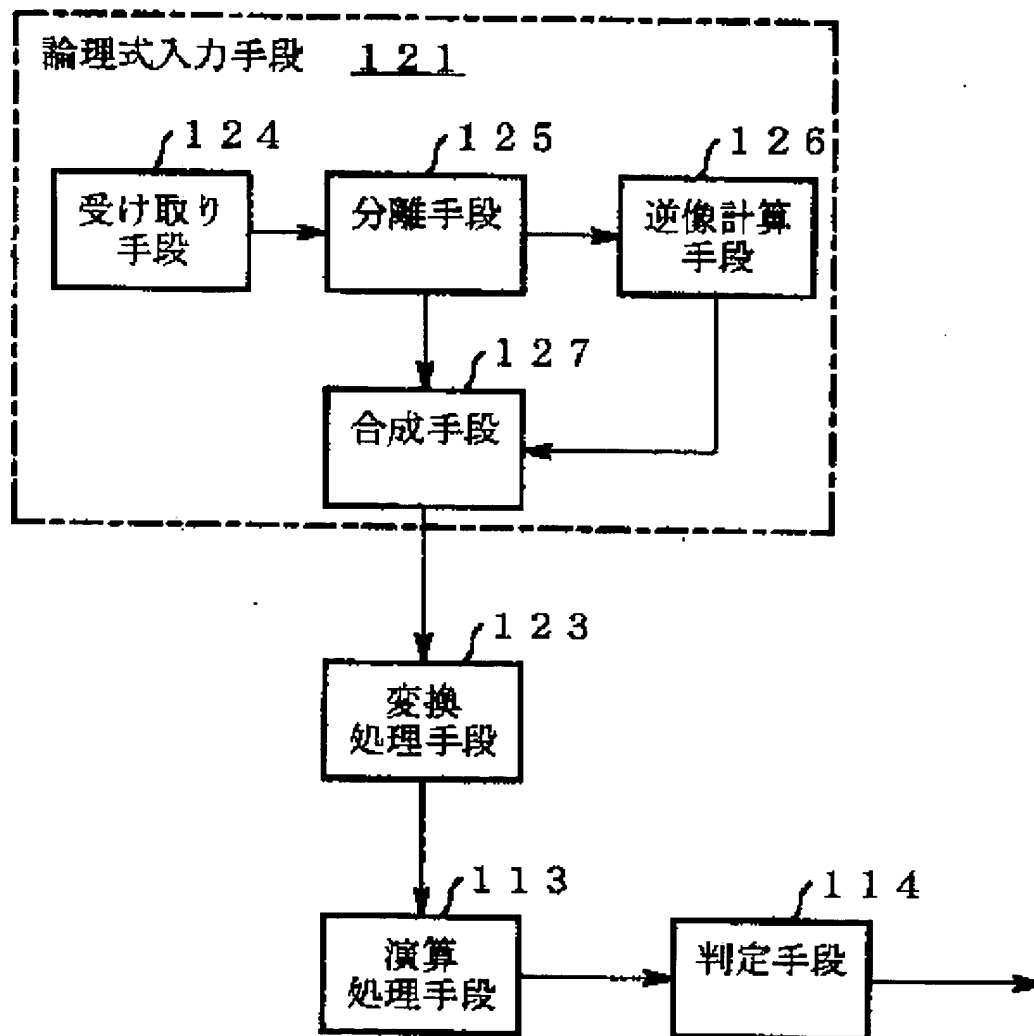 論理式入力手段 121
124
受け取り
手段
125
分離手段
126
逆像計算
手段
127
合成手段
123
変換
処理手段
113
演算
処理手段
114
判定手段